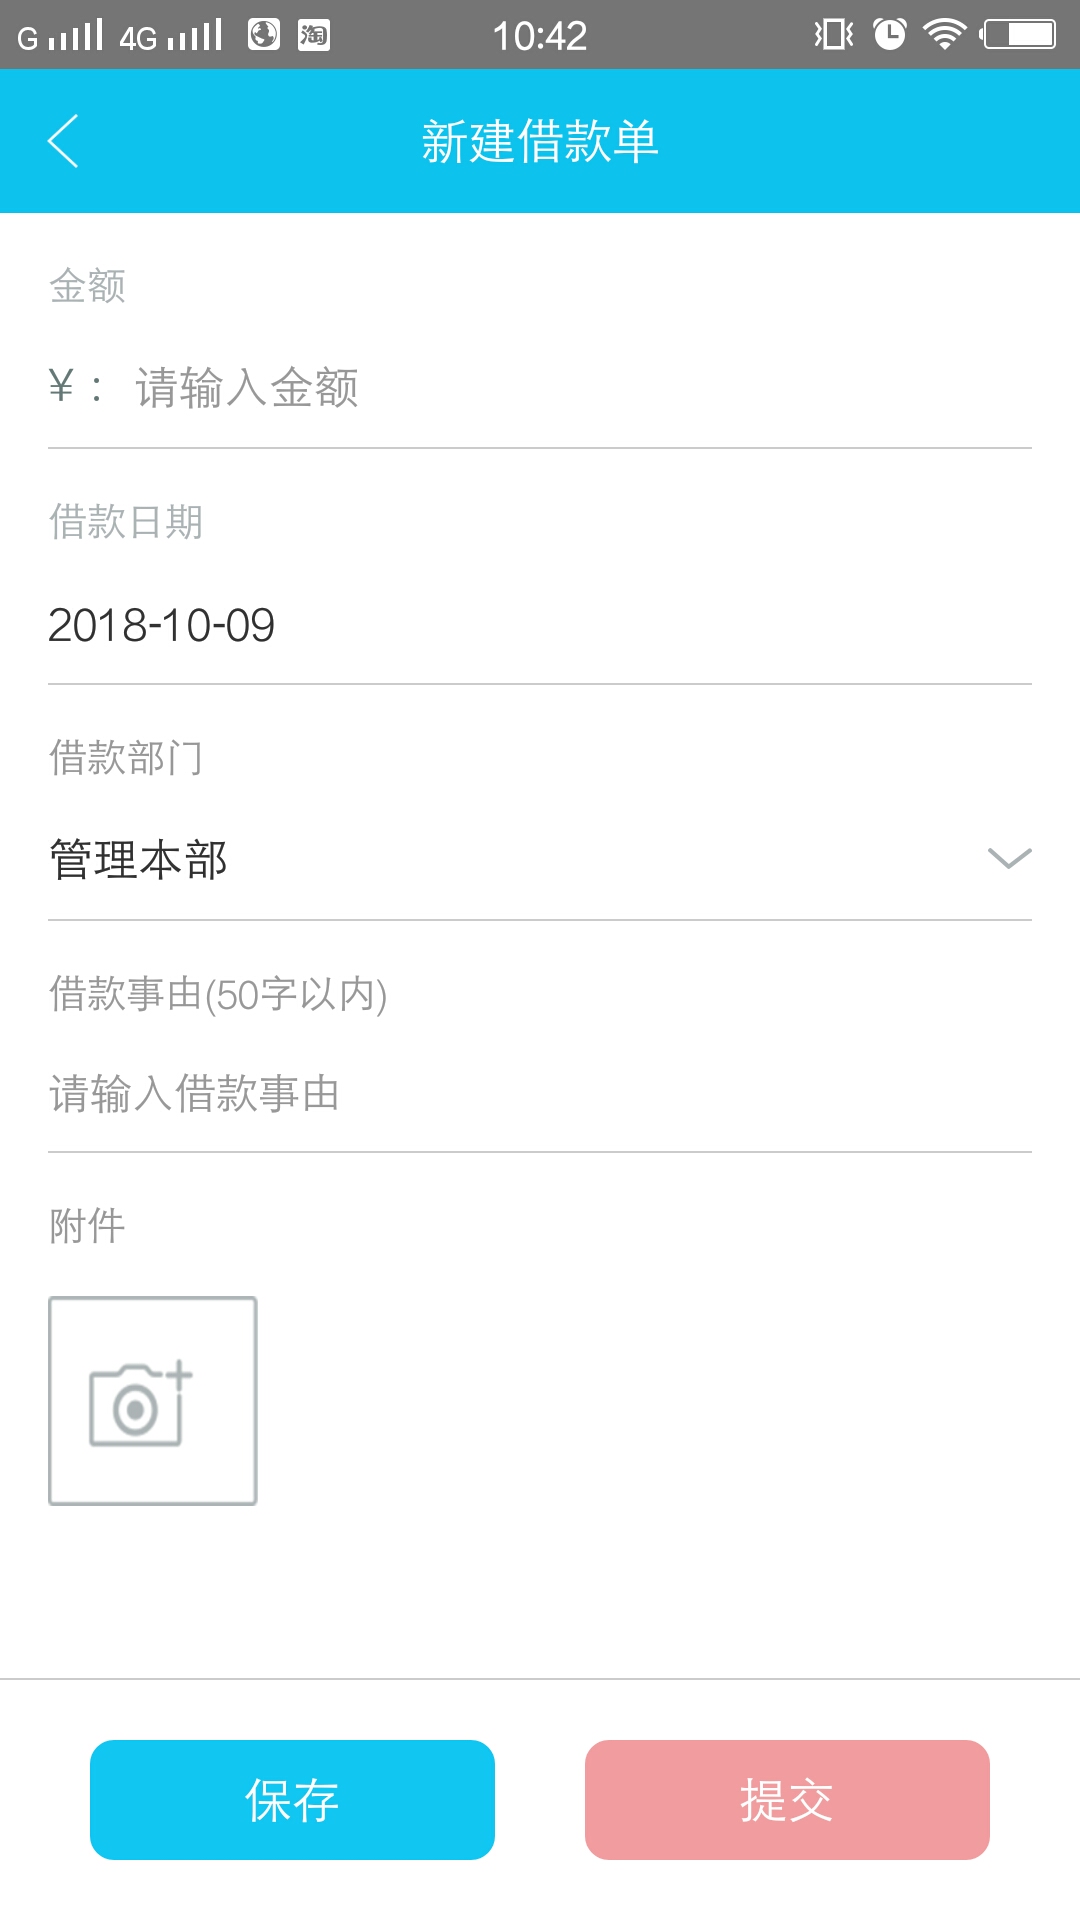 G 4G 淘 10:42
新建借款单
金额
¥： 请输入金额
借款日期
2018-10-09
借款部门
管理本部
借款事由(50字以内)
请输入借款事由
附件
保存 提交